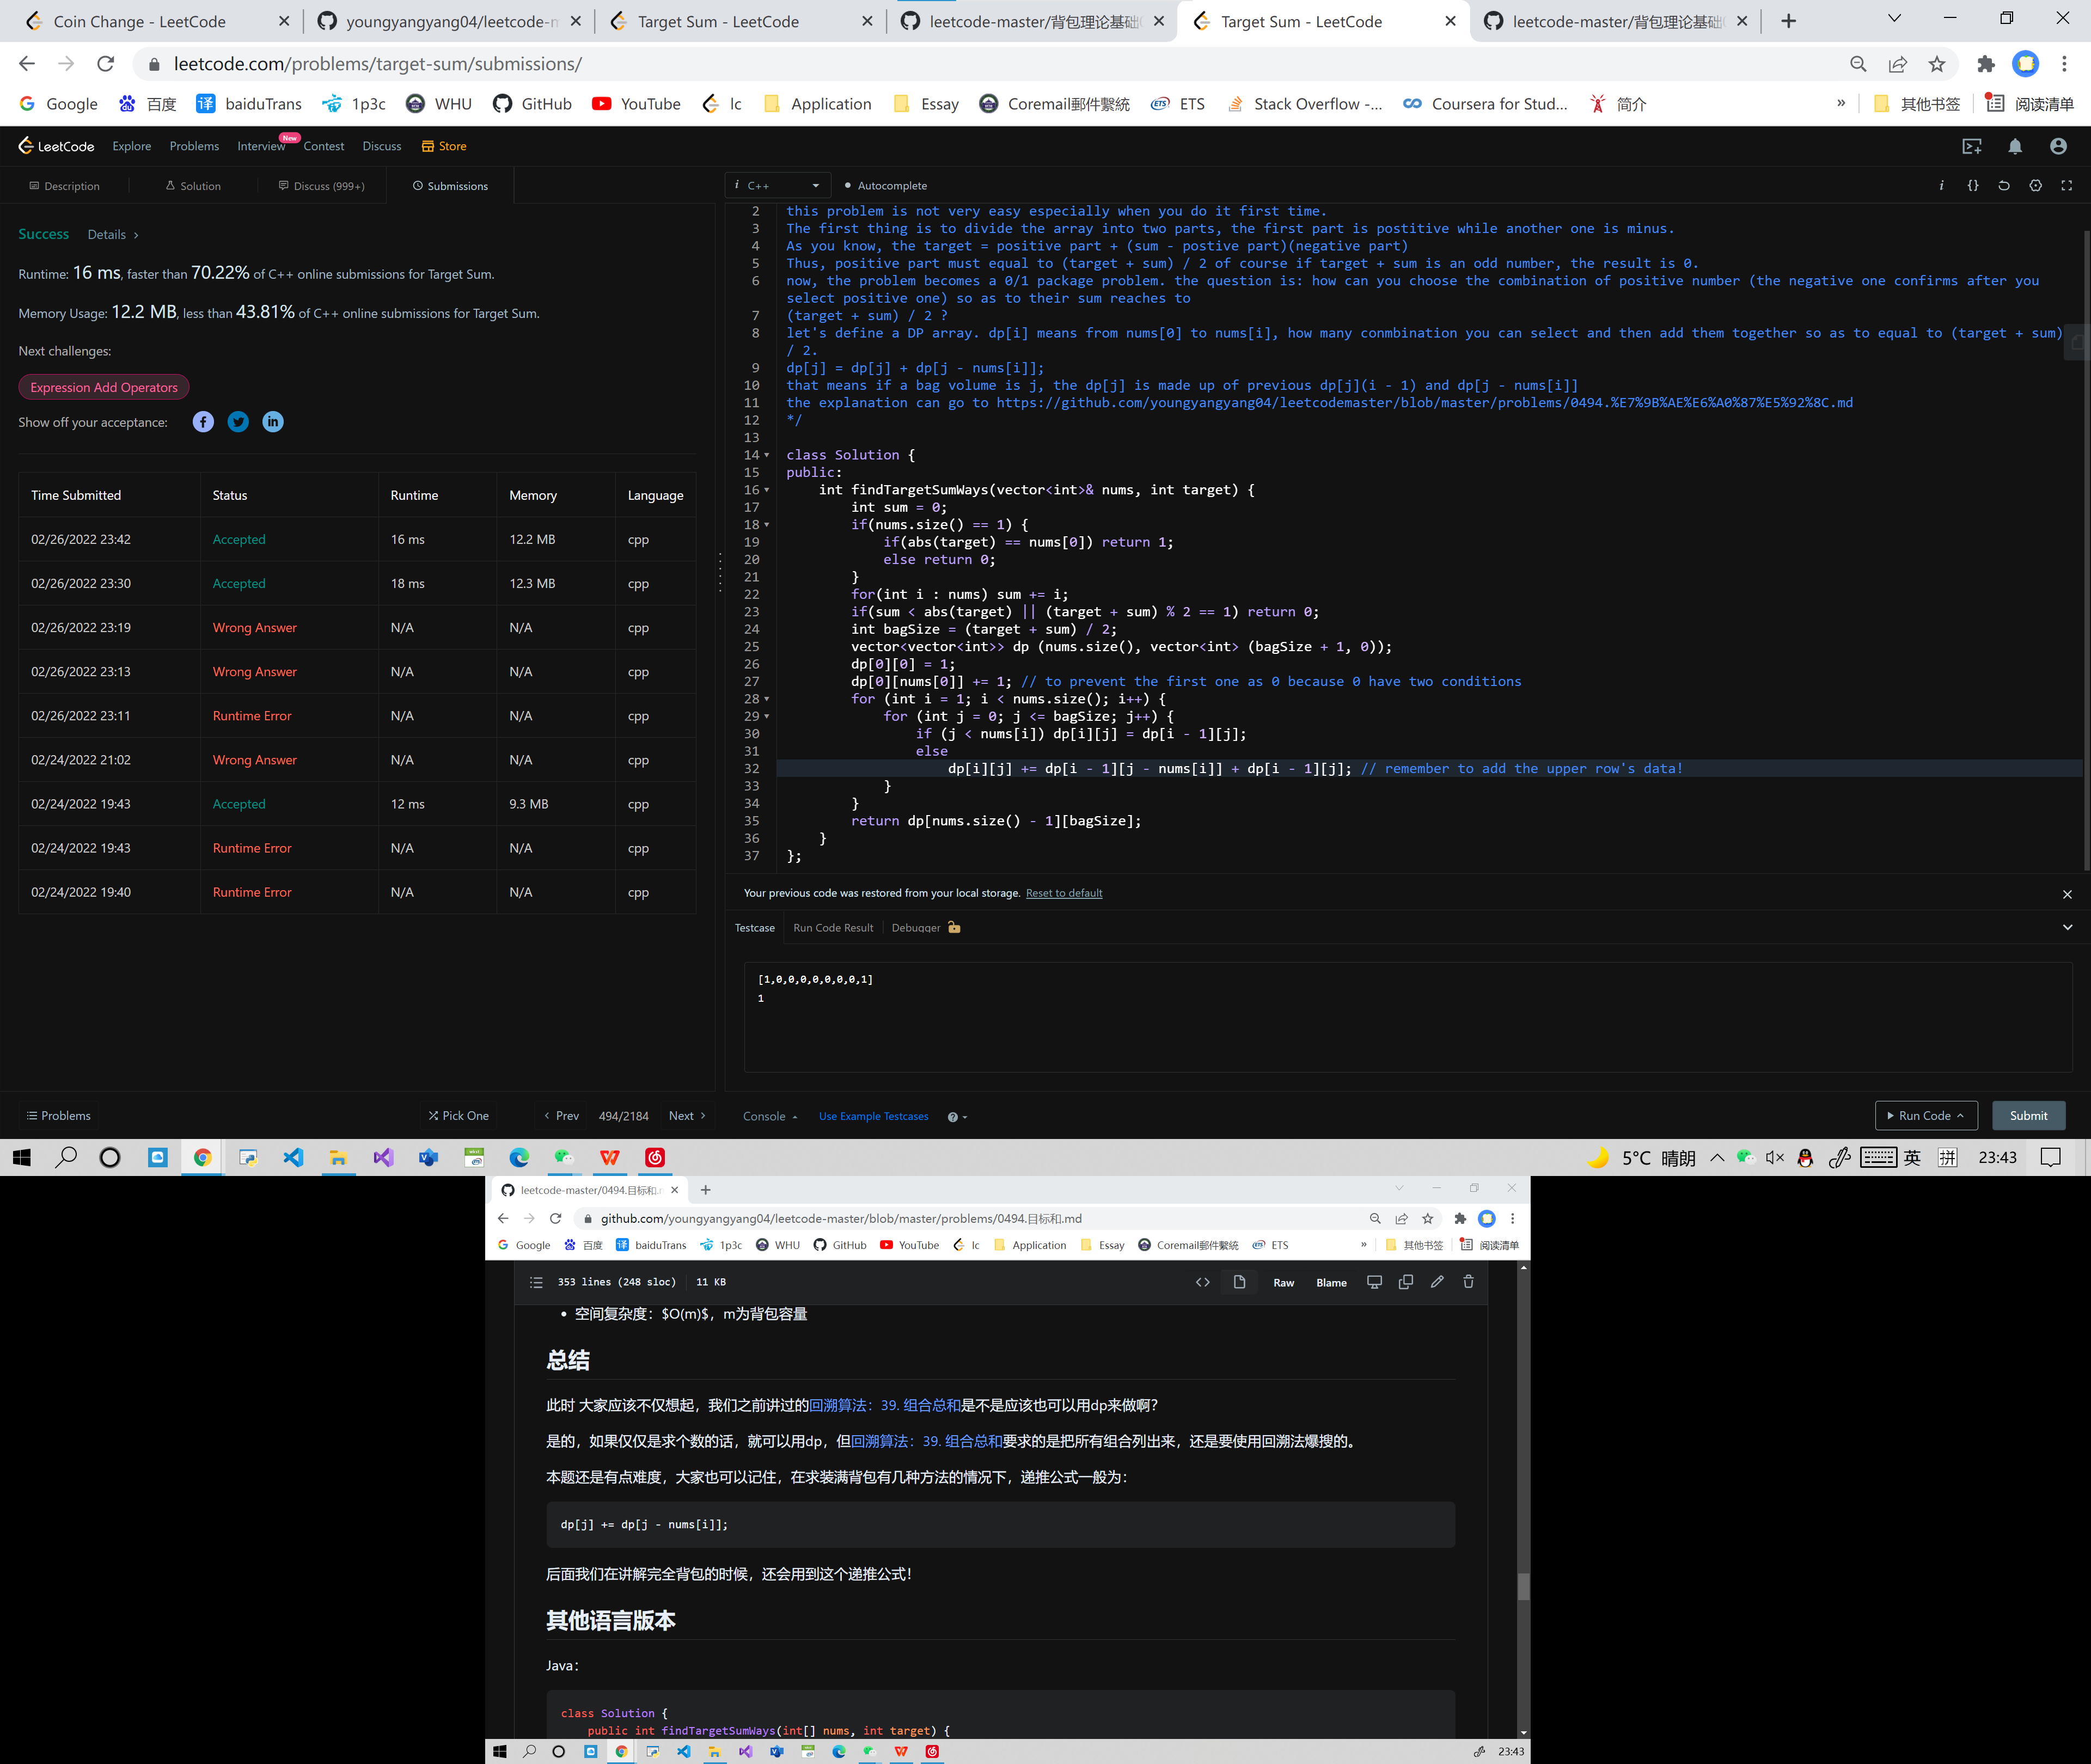 Coin Change - LeetCode
youngyangyang04/leetcode-m
Target Sum - LeetCode
leetcode-master/背包理论基础
Target Sum - LeetCode
leetcode-master/背包理论基础
leetcode.com/problems/target-sum/submissions/
Google 百度 baiduTrans 1p3c WHU GitHub YouTube lc Application Essay Coremail郵件繫統 ETS Stack Overflow -... Coursera for Stud... 简介 » 其他书签 阅读清单
LeetCode Explore Problems Interview New Contest Discuss Store
Description Solution Discuss (999+) Submissions
Success Details >
Runtime: 16 ms, faster than 70.22% of C++ online submissions for Target Sum.
Memory Usage: 12.2 MB, less than 43.81% of C++ online submissions for Target Sum.
Next challenges:
Expression Add Operators
Show off your acceptance:
Time Submitted Status Runtime Memory Language
02/26/2022 23:42 Accepted 16 ms 12.2 MB cpp
02/26/2022 23:30 Accepted 18 ms 12.3 MB cpp
02/26/2022 23:19 Wrong Answer N/A N/A cpp
02/26/2022 23:13 Wrong Answer N/A N/A cpp
02/26/2022 23:11 Runtime Error N/A N/A cpp
02/24/2022 21:02 Wrong Answer N/A N/A cpp
02/24/2022 19:43 Accepted 12 ms 9.3 MB cpp
02/24/2022 19:43 Runtime Error N/A N/A cpp
02/24/2022 19:40 Runtime Error N/A N/A cpp
Problems Pick One < Prev 494/2184 Next >
i C++ Autocomplete
2 this problem is not very easy especially when you do it first time.
3 The first thing is to divide the array into two parts, the first part is postitive while another one is minus.
4 As you know, the target = positive part + (sum - postive part)(negative part)
5 Thus, positive part must equal to (target + sum) / 2 of course if target + sum is an odd number, the result is 0.
6 now, the problem becomes a 0/1 package problem. the question is: how can you choose the combination of positive number (the negative one confirms after you
select positive one) so as to their sum reaches to
7 (target + sum) / 2 ?
8 let's define a DP array. dp[i] means from nums[0] to nums[i], how many conmbination you can select and then add them together so as to equal to (target + sum)
/ 2.
9 dp[j] = dp[j] + dp[j - nums[i]];
10 that means if a bag volume is j, the dp[j] is made up of previous dp[j](i - 1) and dp[j - nums[i]]
11 the explanation can go to https://github.com/youngyangyang04/leetcodemaster/blob/master/problems/0494.%E7%9B%AE%E6%A0%87%E5%92%8C.md
12 */
13
14 class Solution {
15 public:
16 int findTargetSumWays(vector<int>& nums, int target) {
17 int sum = 0;
18 if(nums.size() == 1) {
19 if(abs(target) == nums[0]) return 1;
20 else return 0;
21 }
22 for(int i : nums) sum += i;
23 if(sum < abs(target) || (target + sum) % 2 == 1) return 0;
24 int bagSize = (target + sum) / 2;
25 vector<vector<int>> dp (nums.size(), vector<int> (bagSize + 1, 0));
26 dp[0][0] = 1;
27 dp[0][nums[0]] += 1; // to prevent the first one as 0 because 0 have two conditions
28 for (int i = 1; i < nums.size(); i++) {
29 for (int j = 0; j <= bagSize; j++) {
30 if (j < nums[i]) dp[i][j] = dp[i - 1][j];
31 else
32 dp[i][j] += dp[i - 1][j - nums[i]] + dp[i - 1][j]; // remember to add the upper row's data!
33 }
34 }
35 return dp[nums.size() - 1][bagSize];
36 }
37 };
Your previous code was restored from your local storage. Reset to default
Testcase Run Code Result Debugger
[1,0,0,0,0,0,0,0,1]
1
Console Use Example Testcases Run Code Submit
5°C 晴朗 英 拼 23:43
leetcode-master/0494.目标和.
github.com/youngyangyang04/leetcode-master/blob/master/problems/0494.目标和.md
Google 百度 baiduTrans 1p3c WHU GitHub YouTube lc Application Essay Coremail郵件繫統 ETS » 其他书签 阅读清单
353 lines (248 sloc) 11 KB Raw Blame
• 空间复杂度：$O(m)$，m为背包容量
总结
此时 大家应该不仅想起，我们之前讲过的回溯算法：39. 组合总和是不是应该也可以用dp来做啊？
是的，如果仅仅是求个数的话，就可以用dp，但回溯算法：39. 组合总和要求的是把所有组合列出来，还是要使用回溯法爆搜的。
本题还是有点难度，大家也可以记住，在求装满背包有几种方法的情况下，递推公式一般为：
dp[j] += dp[j - nums[i]];
后面我们在讲解完全背包的时候，还会用到这个递推公式！
其他语言版本
Java：
class Solution {
public int findTargetSumWays(int[] nums, int target) {
23:43